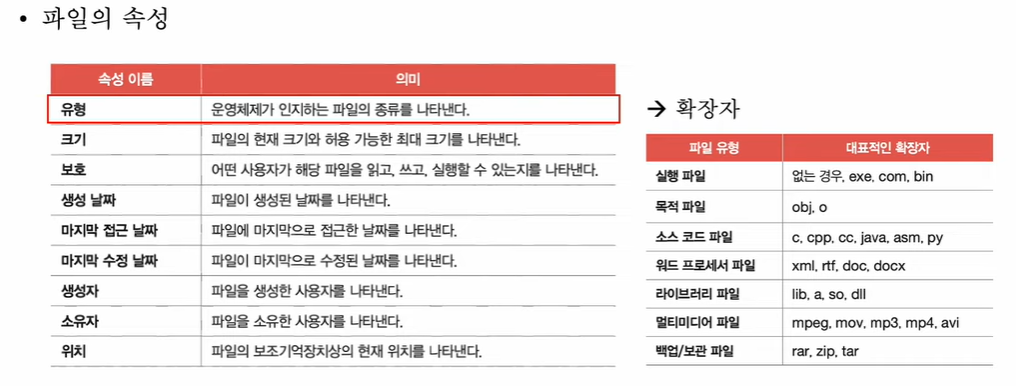 • 파일의 속성
속성 이름 의미
유형 운영체제가 인지하는 파일의 종류를 나타낸다.
크기 파일의 현재 크기와 허용 가능한 최대 크기를 나타낸다.
보호 어떤 사용자가 해당 파일을 읽고, 쓰고, 실행할 수 있는지를 나타낸다.
생성 날짜 파일이 생성된 날짜를 나타낸다.
마지막 접근 날짜 파일에 마지막으로 접근한 날짜를 나타낸다.
마지막 수정 날짜 파일이 마지막으로 수정된 날짜를 나타낸다.
생성자 파일을 생성한 사용자를 나타낸다.
소유자 파일을 소유한 사용자를 나타낸다.
위치 파일의 보조기억장치상의 현재 위치를 나타낸다.
→ 확장자
파일 유형 대표적인 확장자
실행 파일 없는 경우, exe, com, bin
목적 파일 obj, o
소스 코드 파일 c, cpp, cc, java, asm, py
워드 프로세서 파일 xml, rtf, doc, docx
라이브러리 파일 lib, a, so, dll
멀티미디어 파일 mpeg, mov, mp3, mp4, avi
백업/보관 파일 rar, zip, tar